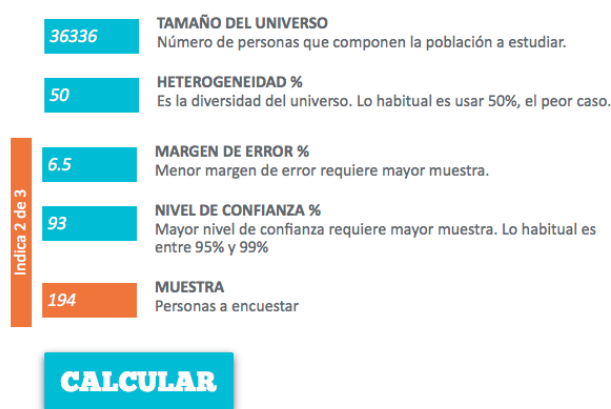 36336
TAMAÑO DEL UNIVERSO
Número de personas que componen la población a estudiar.
50
HETEROGENEIDAD %
Es la diversidad del universo. Lo habitual es usar 50%, el peor caso.
Indica 2 de 3
6.5
MARGEN DE ERROR %
Menor margen de error requiere mayor muestra.
93
NIVEL DE CONFIANZA %
Mayor nivel de confianza requiere mayor muestra. Lo habitual es
entre 95% y 99%
194
MUESTRA
Personas a encuestar
CALCULAR